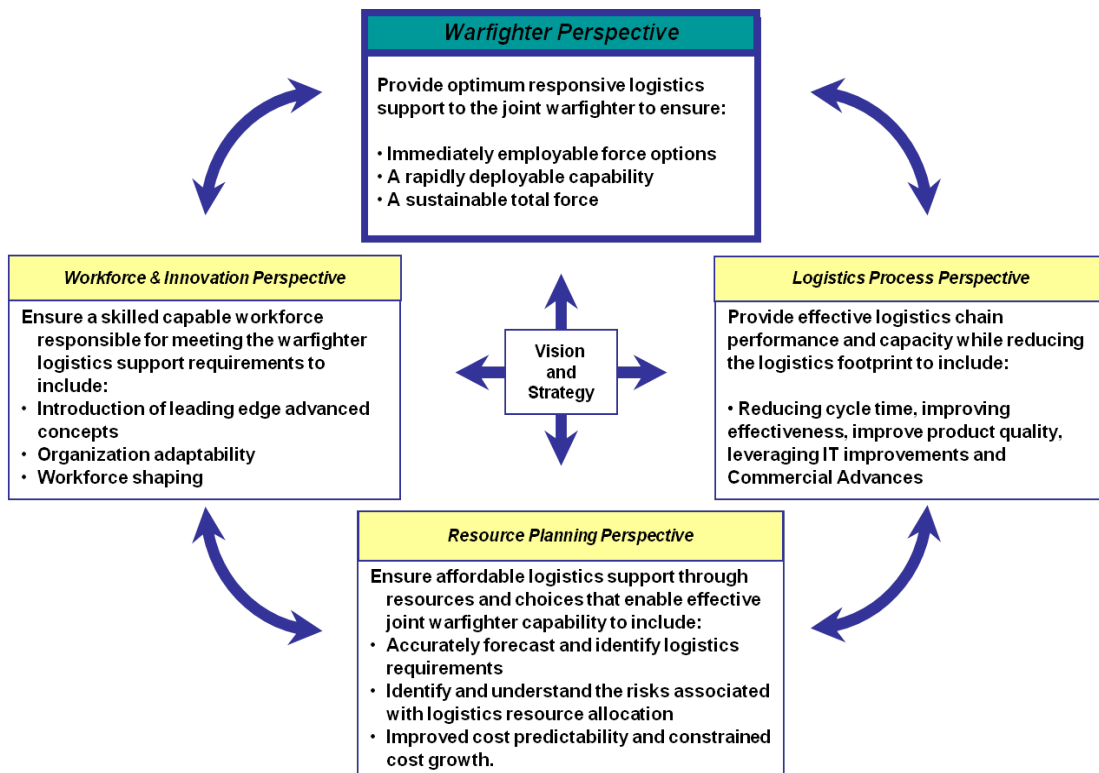 Warfighter Perspective
Provide optimum responsive logistics
support to the joint warfighter to ensure:
• Immediately employable force options
• A rapidly deployable capability
• A sustainable total force
Workforce & Innovation Perspective
Ensure a skilled capable workforce
responsible for meeting the warfighter
logistics support requirements to
include:
• Introduction of leading edge advanced
concepts
• Organization adaptability
• Workforce shaping
Vision
and
Strategy
Logistics Process Perspective
Provide effective logistics chain
performance and capacity while reducing
the logistics footprint to include:
• Reducing cycle time, improving
effectiveness, improve product quality,
leveraging IT improvements and
Commercial Advances
Resource Planning Perspective
Ensure affordable logistics support through
resources and choices that enable effective
joint warfighter capability to include:
• Accurately forecast and identify logistics
requirements
• Identify and understand the risks associated
with logistics resource allocation
• Improved cost predictability and constrained
cost growth.